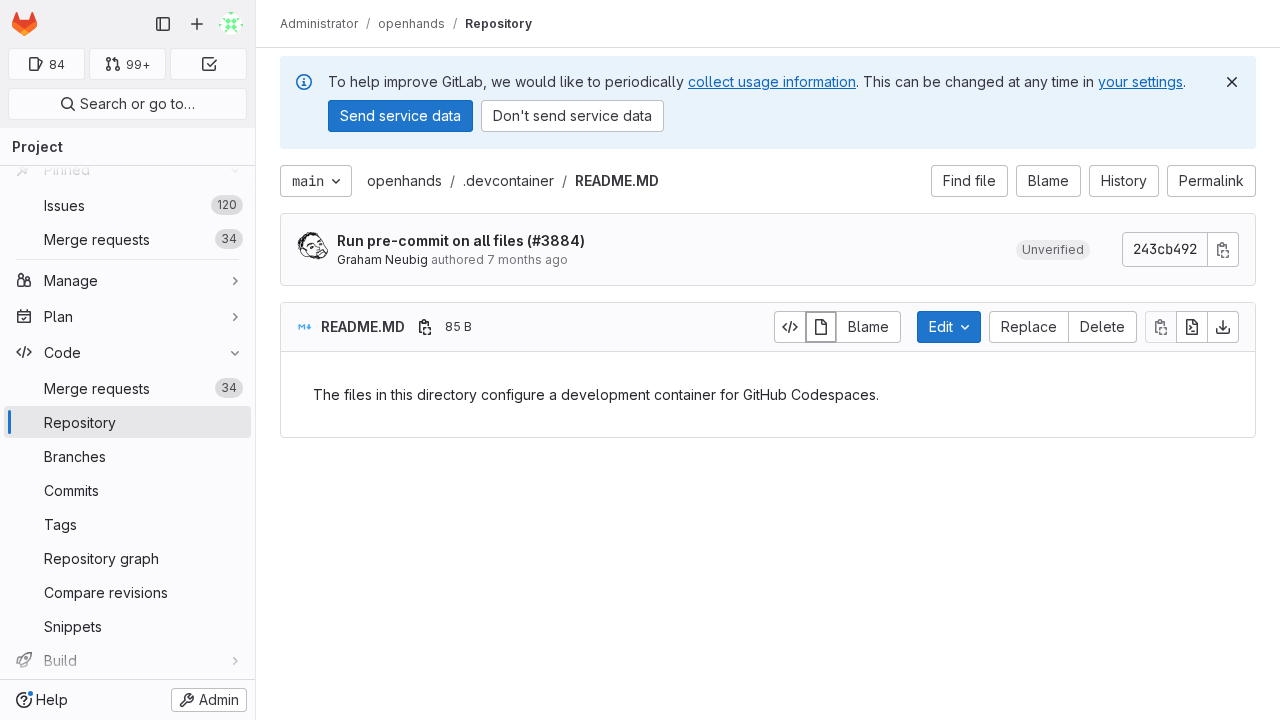 Administrator / openhands / Repository
84
99+
Search or go to…
Project
Pinned
Issues 120
Merge requests 34
Manage
Plan
Code
Merge requests 34
Repository
Branches
Commits
Tags
Repository graph
Compare revisions
Snippets
Build
Help
Admin
To help improve GitLab, we would like to periodically collect usage information. This can be changed at any time in your settings.
Send service data
Don't send service data
main
openhands / .devcontainer / README.MD
Find file
Blame
History
Permalink
Run pre-commit on all files (#3884)
Graham Neubig authored 7 months ago
Unverified
243cb492
README.MD
85 B
Blame
Edit
Replace
Delete
The files in this directory configure a development container for GitHub Codespaces.